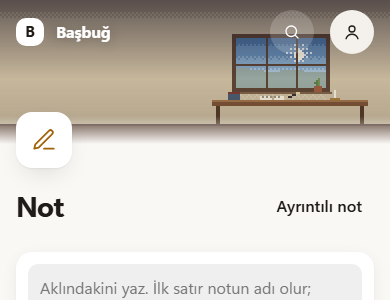 B
Başbuğ
Not
Ayrıntılı not
Aklındakini yaz. İlk satır notun adı olur;